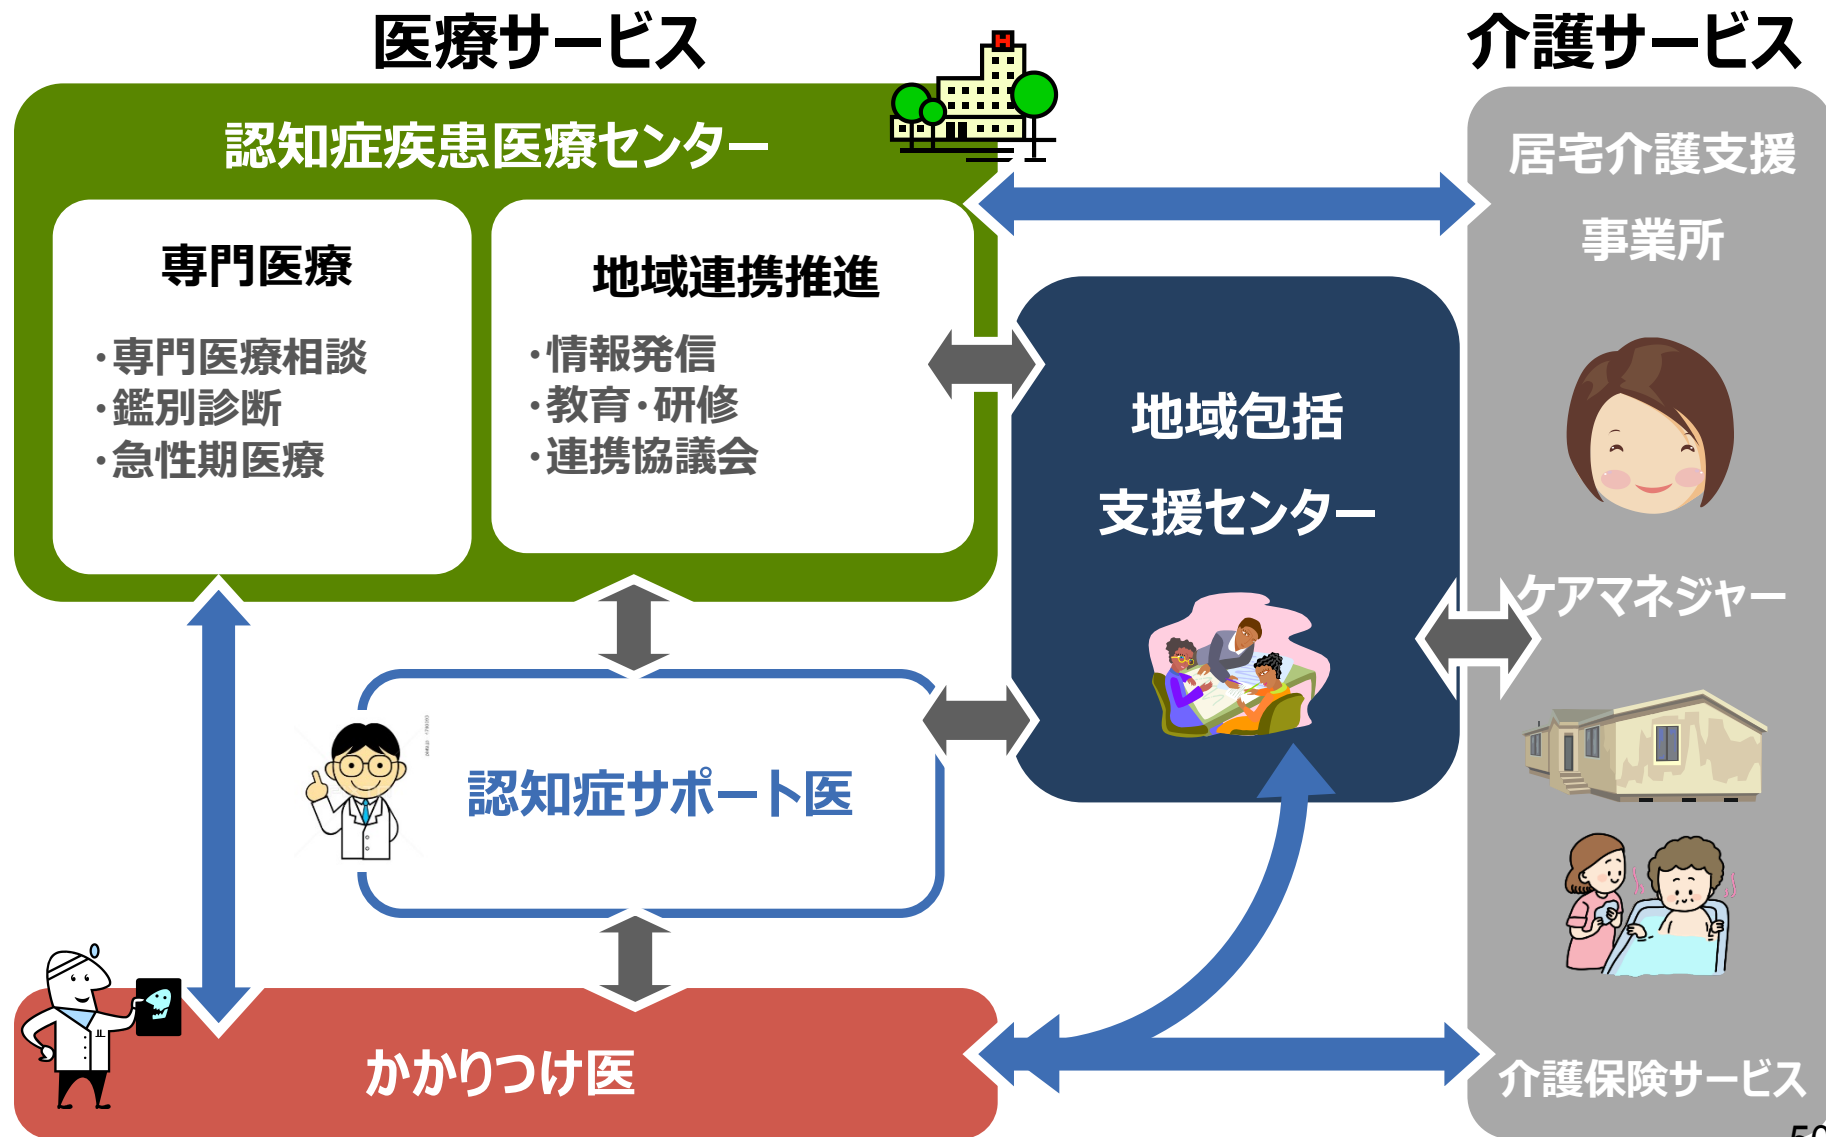 医療サービス
介護サービス
H
認知症疾患医療センター
専門医療
・専門医療相談
・鑑別診断
・急性期医療
地域連携推進
・情報発信
・教育・研修
・連携協議会
地域包括
支援センター
居宅介護支援
事業所
ケアマネジャー
認知症サポート医
かかりつけ医
介護保険サービス